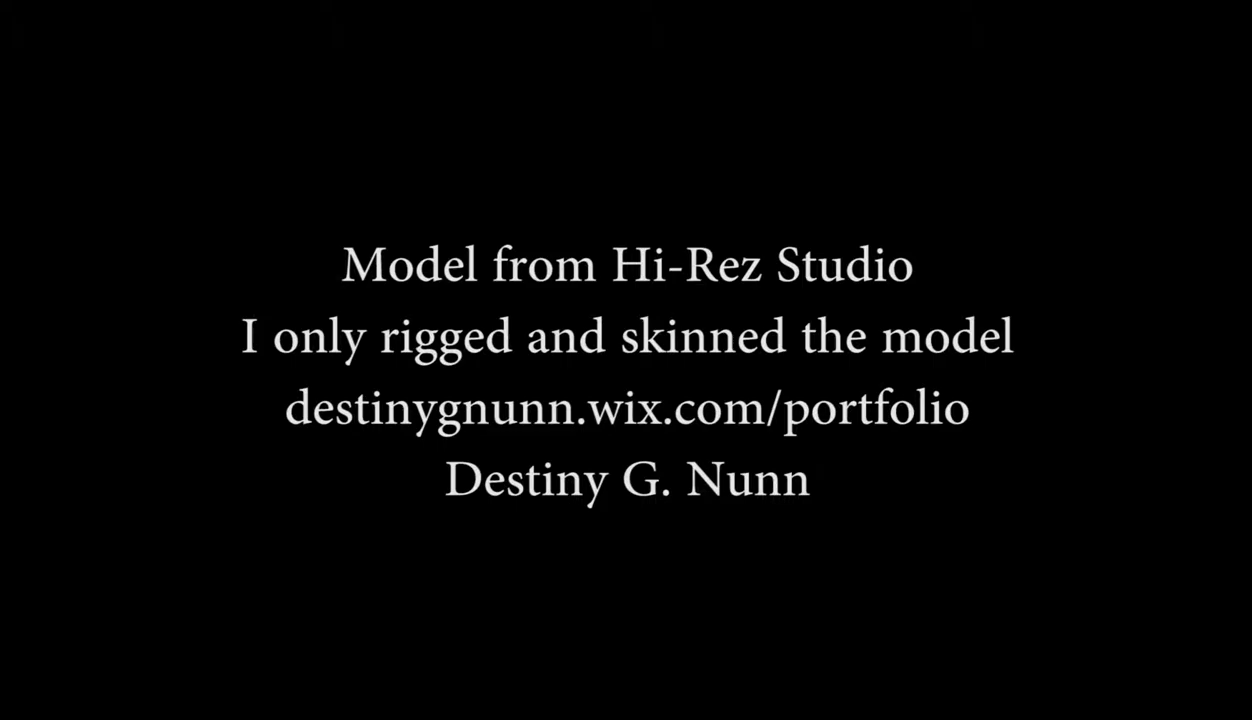 Model from Hi-Rez Studio
I only rigged and skinned the model
destinygnunn.wix.com/portfolio
Destiny G. Nunn